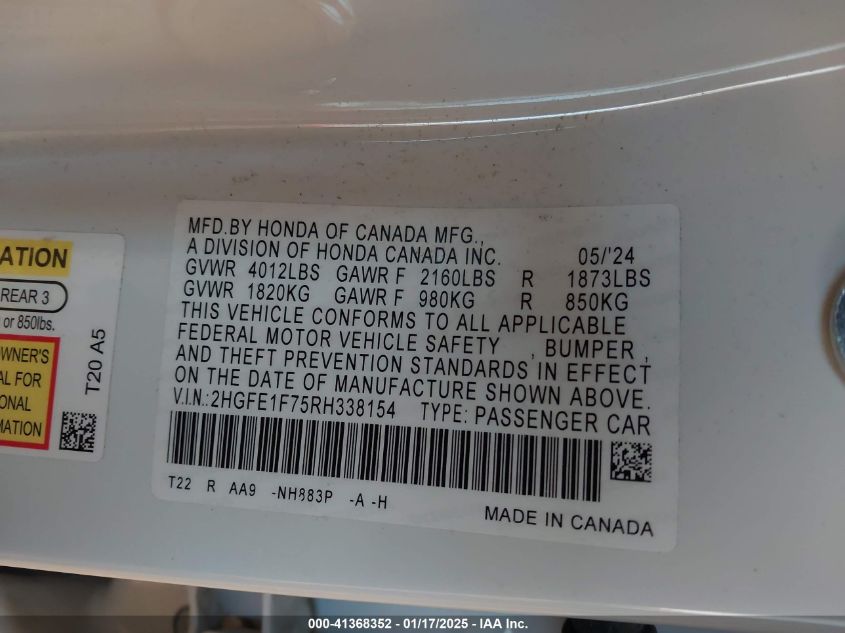 ATION
REAR 3
or 850lbs.
OWNER'S
AL FOR
ONAL
MATION
T20 A5
MFD.BY HONDA OF CANADA MFG.,
A DIVISION OF HONDA CANADA INC. 05/'24
GVWR 4012LBS GAWR F 2160LBS R 1873LBS
GVWR 1820KG GAWR F 980KG R 850KG
THIS VEHICLE CONFORMS TO ALL APPLICABLE
FEDERAL MOTOR VEHICLE SAFETY , BUMPER ,
AND THEFT PREVENTION STANDARDS IN EFFECT
ON THE DATE OF MANUFACTURE SHOWN ABOVE.
V.I.N.:2HGFE1F75RH338154 TYPE: PASSENGER CAR
T22 R AA9 -NH883P -A -H
MADE IN CANADA
000-41368352 - 01/17/2025 - IAA Inc.